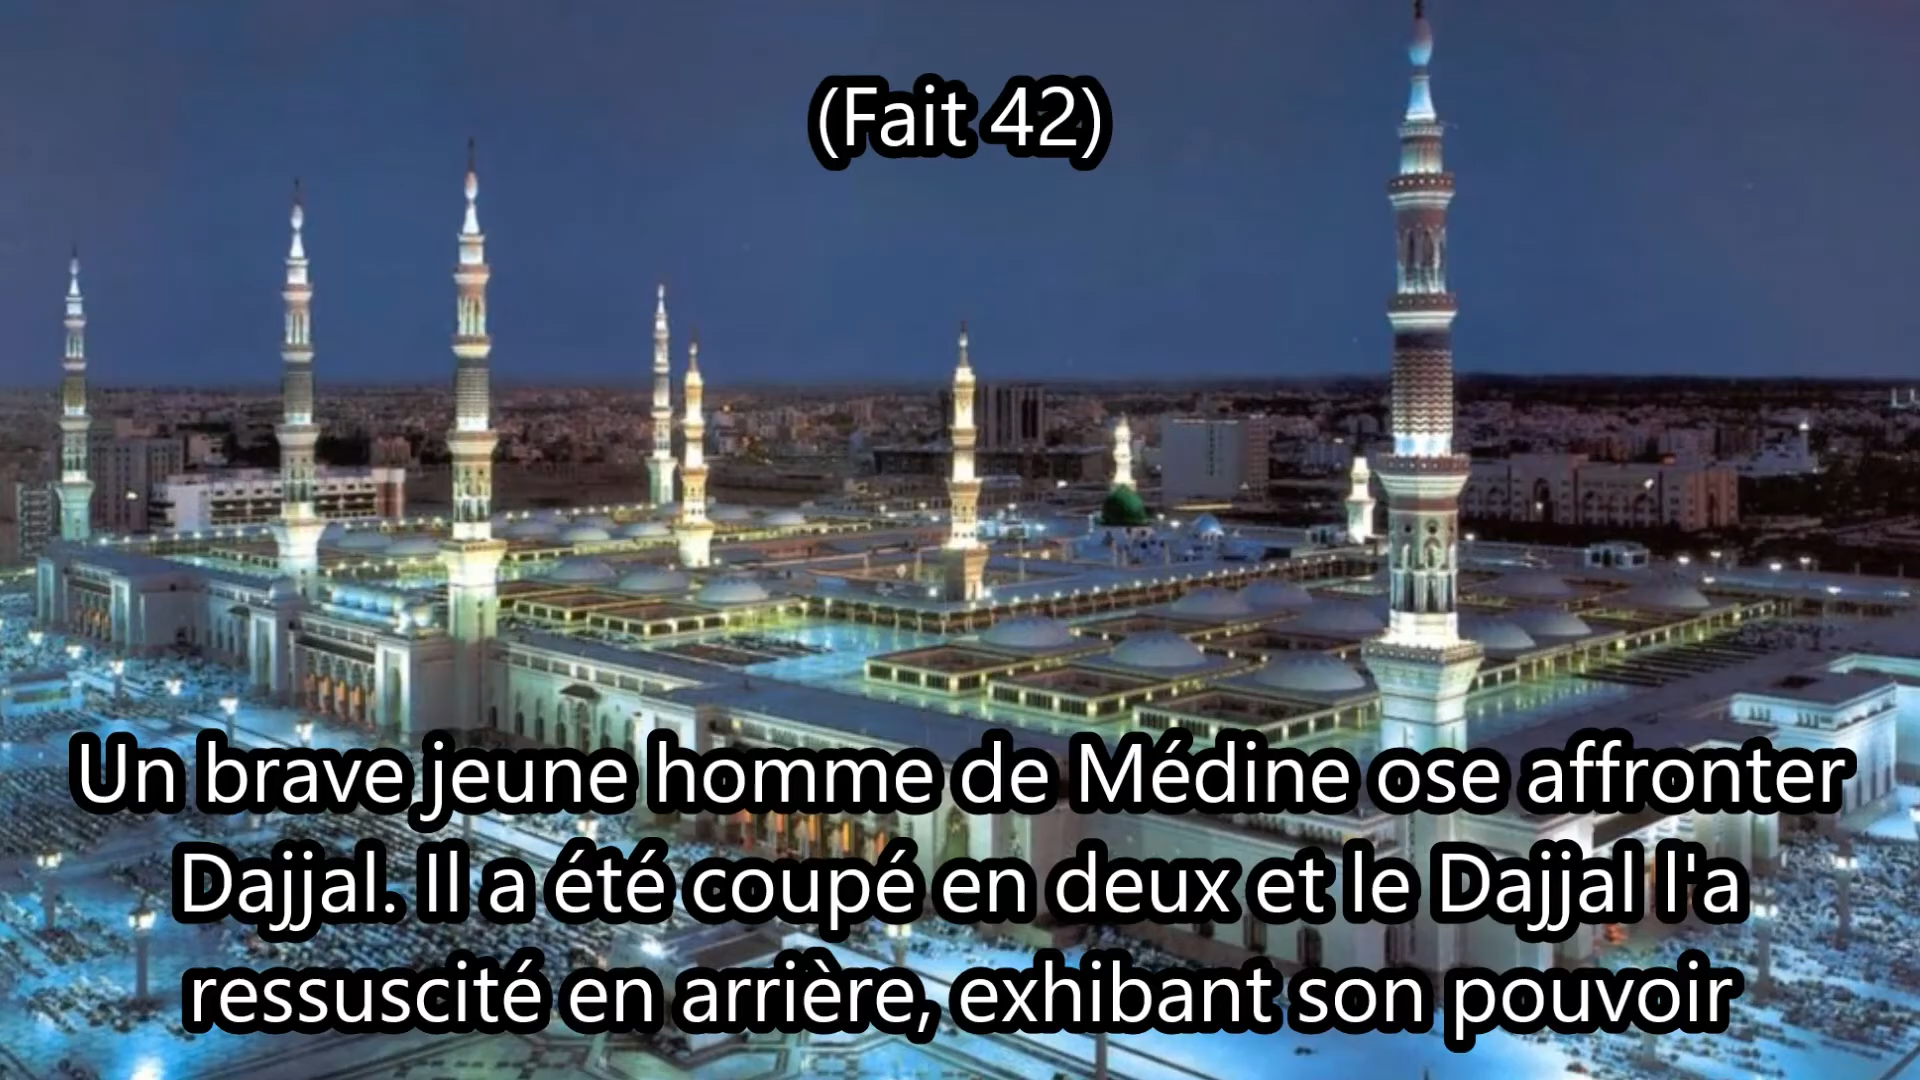 (Fait 42)
Un brave jeune homme de Médine ose affronter
Dajjal. Il a été coupé en deux et le Dajjal l'a
ressuscité en arrière, exhibant son pouvoir